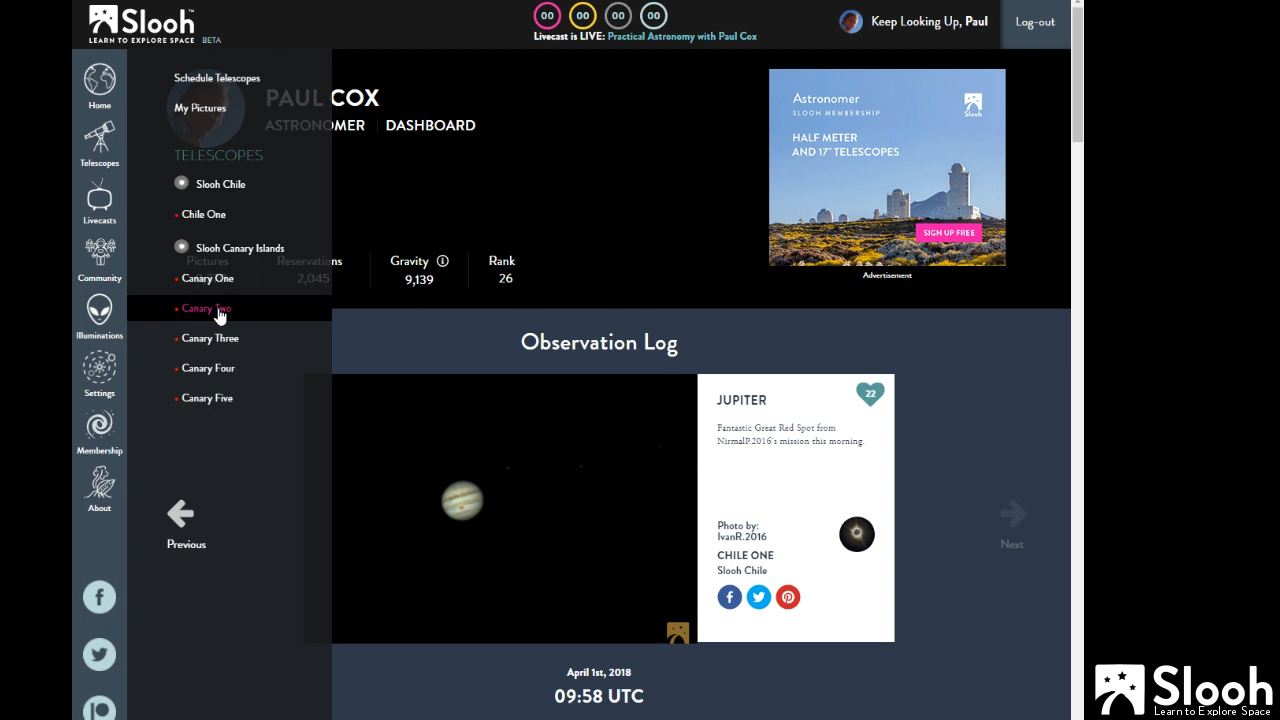 Slooh™
LEARN TO EXPLORE SPACE BETA
00 00 00 00
Livecast is LIVE: Practical Astronomy with Paul Cox
Keep Looking Up, Paul
Log-out
Home
Telescopes
Livecasts
Community
Illuminations
Settings
Membership
About
Schedule Telescopes
My Pictures
TELESCOPES
Slooh Chile
Chile One
Slooh Canary Islands
Canary One
Canary Two
Canary Three
Canary Four
Canary Five
PAUL COX
ASTRONOMER DASHBOARD
Pictures
Reservations
2,045
Gravity
9,139
Rank
26
Astronomer
SLOOH MEMBERSHIP
Slooh
HALF METER
AND 17" TELESCOPES
SIGN UP FREE
Advertisement
Observation Log
JUPITER
22
Fantastic Great Red Spot from
NirmalP.2016's mission this morning.
Photo by:
IvanR.2016
CHILE ONE
Slooh Chile
Previous
Next
April 1st, 2018
09:58 UTC
Slooh
Learn to Explore Space